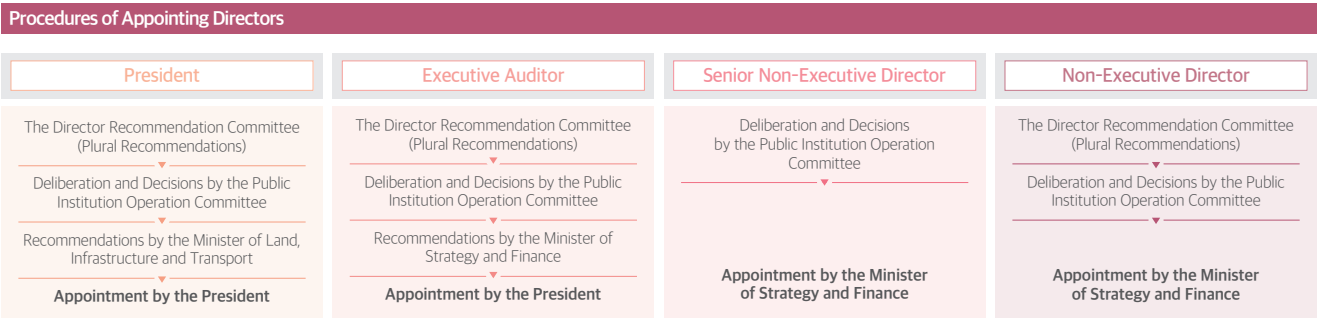 Procedures of Appointing Directors
President
The Director Recommendation Committee
(Plural Recommendations)
Deliberation and Decisions by the Public
Institution Operation Committee
Recommendations by the Minister of Land,
Infrastructure and Transport
Appointment by the President
Executive Auditor
The Director Recommendation Committee
(Plural Recommendations)
Deliberation and Decisions by the Public
Institution Operation Committee
Recommendations by the Minister of
Strategy and Finance
Appointment by the President
Senior Non-Executive Director
Deliberation and Decisions
by the Public Institution Operation
Committee
Appointment by the Minister
of Strategy and Finance
Non-Executive Director
The Director Recommendation Committee
(Plural Recommendations)
Deliberation and Decisions by the Public
Institution Operation Committee
Appointment by the Minister
of Strategy and Finance